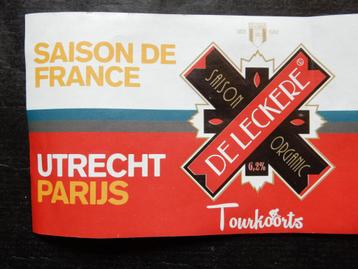 SAISON DE
FRANCE
UTRECHT
PARIJS
SAISON
DE LECKERE
ORGANIC
6,2%
Tourkoorts